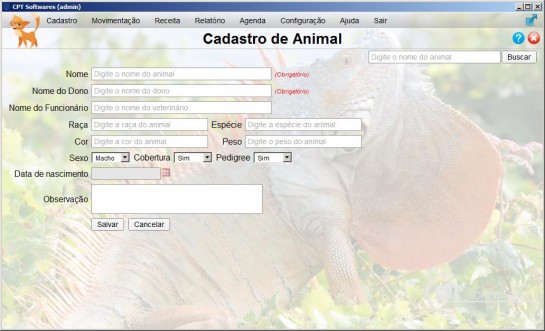 CPT Softwares (admin)
Cadastro Movimentação Receita Relatório Agenda Configuração Ajuda Sair
Cadastro de Animal
Digite o nome do animal Buscar
Nome Digite o nome do animal (Obrigatório)
Nome do Dono Digite o nome do dono (Obrigatório)
Nome do Funcionário Digite o nome do veterinário
Raça Digite a raça do animal Espécie Digite a espécie do animal
Cor Digite a cor do animal Peso Digite o peso do animal
Sexo Macho Cobertura Sim Pedigree Sim
Data de nascimento
Observação
Salvar Cancelar